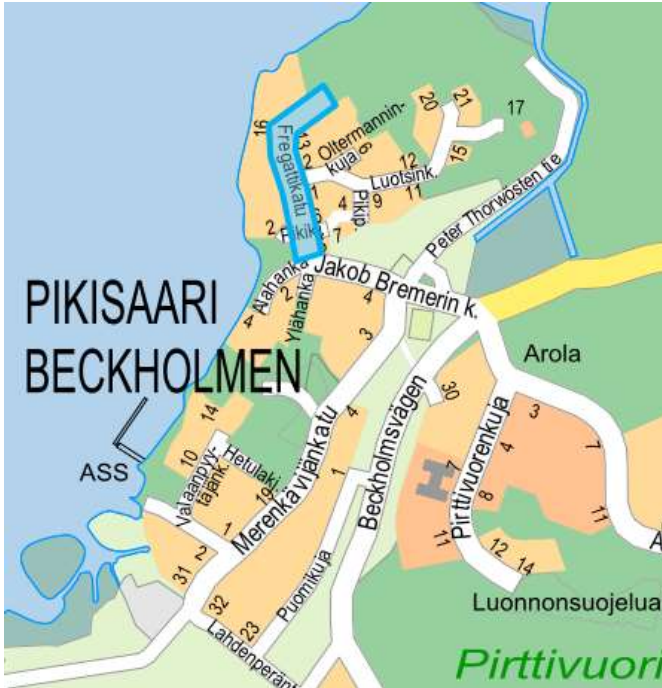 16
13
Fregattikatu
2
1
Oltermannin-
kuja
6
20
21
17
12
15
Luotsink.
11
9
4
Pikip
7
2
Peter Thorwösten tie
Alahanka
2
4
Ylähanka
Jakob Bremerin k.
4
3
PIKISAARI
BECKHOLMEN
Arola
30
3
7
4
Pirttivuorenkuja
7
8
11
11
12
14
14
10
ASS
Valaanpyy-
täjänk.
Hetulaki.
19
4
1
Merenkävijänkatu
Beckholmsvägen
1
2
31
32
23
Puomikuja
Lahdenperänt
A
Luonnonsuojelua
Pirttivuori